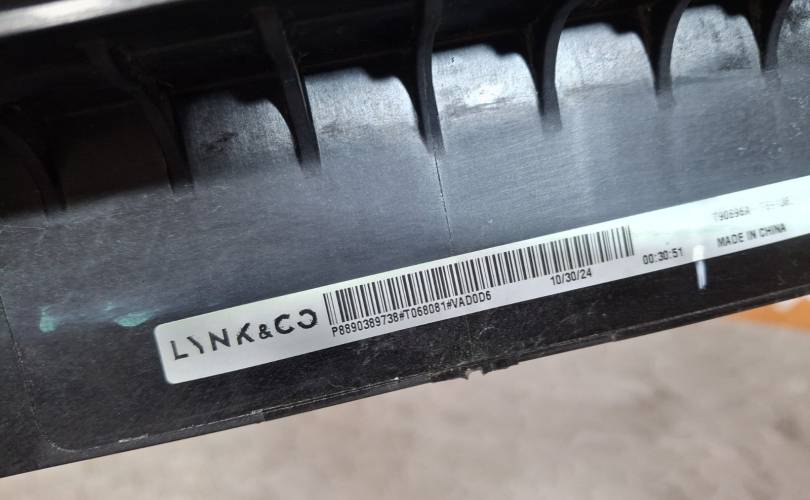 LYNK&CO
P8890389738#T068081#VAD0D6
10/30/24
00:30:51
MADE IN CHINA